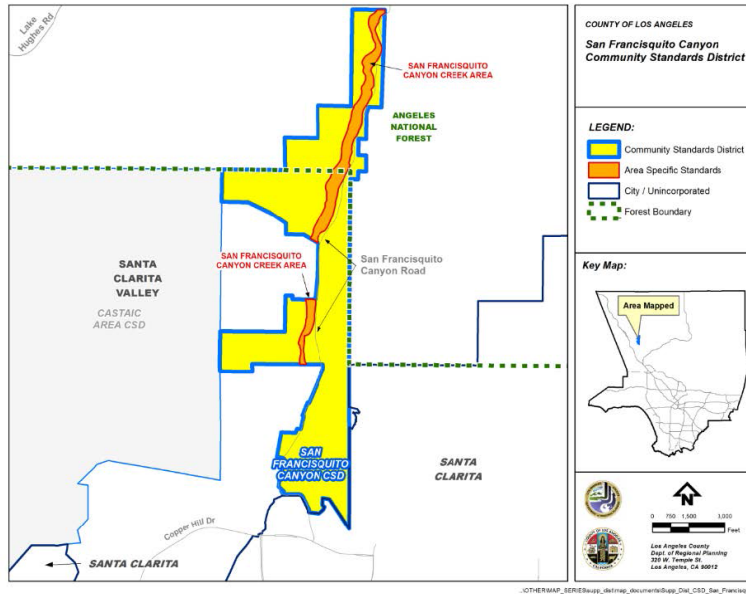 Lake
Hughes Rd
SAN FRANCISQUITO
CANYON CREEK AREA
ANGELES
NATIONAL
FOREST
SAN FRANCISQUITO
CANYON CREEK AREA
San Francisquito
Canyon Road
SANTA
CLARITA
VALLEY
CASTAIC
AREA CSD
SAN
FRANCISQUITO
CANYON CSD
SANTA
CLARITA
Copper Hill Dr
SANTA CLARITA
COUNTY OF LOS ANGELES
San Francisquito Canyon
Community Standards District
LEGEND:
Community Standards District
Area Specific Standards
City / Unincorporated
Forest Boundary
Key Map:
Area Mapped
N
0 750 1,500 3,000
Feet
Los Angeles County
Dept. of Regional Planning
320 W. Temple St.
Los Angeles, CA 90012